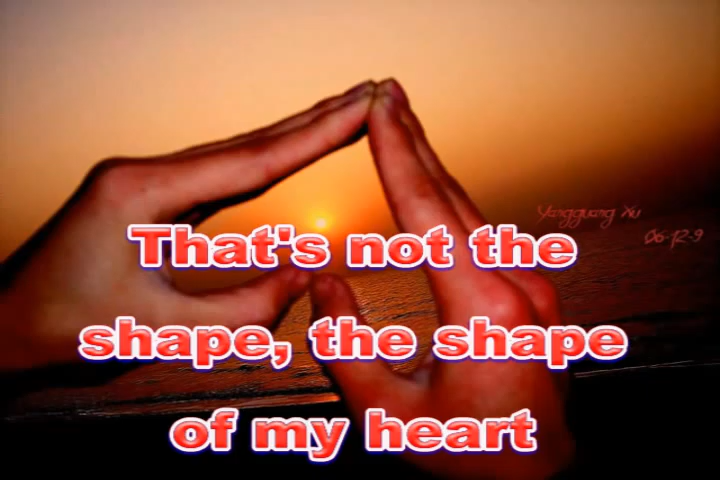 Yangguang Xu
06-12-9
That's not the
shape, the shape
of my heart